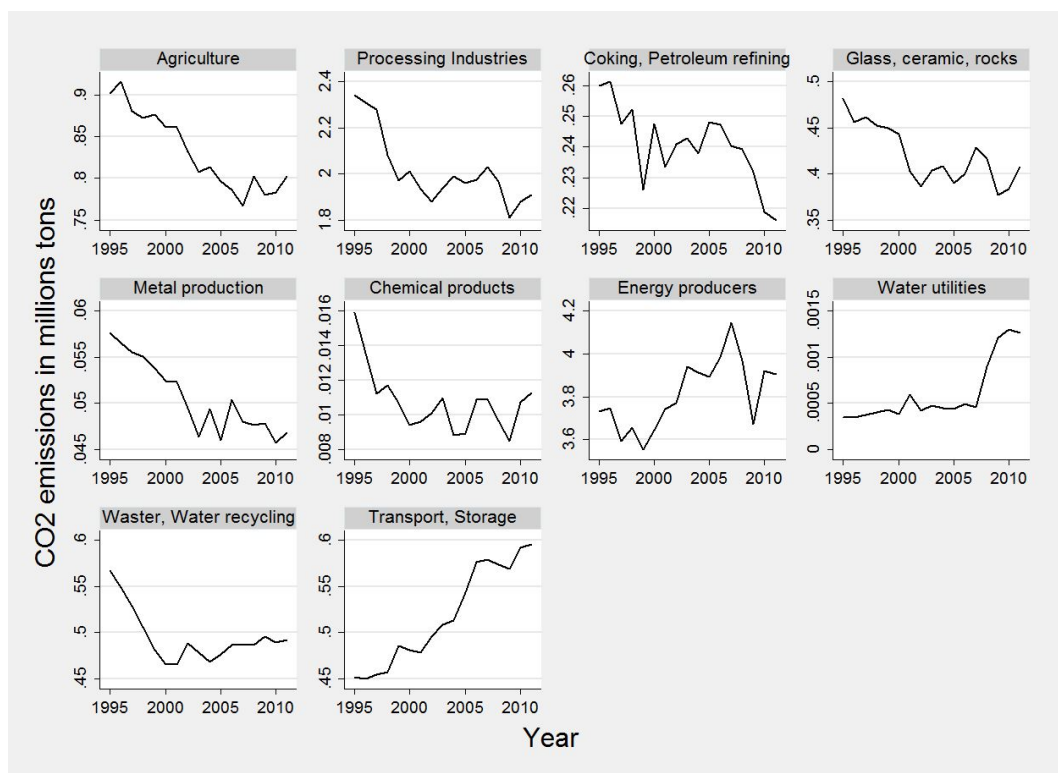 CO2 emissions in millions tons
Agriculture
.9
.85
.8
.75
1995 2000 2005 2010
Processing Industries
2.4
2.2
2
1.8
1995 2000 2005 2010
Coking, Petroleum refining
.26
.25
.24
.23
.22
1995 2000 2005 2010
Glass, ceramic, rocks
.5
.45
.4
.35
1995 2000 2005 2010
Metal production
.06
.055
.05
.045
1995 2000 2005 2010
Chemical products
.016
.014
.012
.01
.008
1995 2000 2005 2010
Energy producers
4.2
4
3.8
3.6
1995 2000 2005 2010
Water utilities
.0015
.001
.0005
0
1995 2000 2005 2010
Waster, Water recycling
.6
.55
.5
.45
1995 2000 2005 2010
Transport, Storage
.6
.55
.5
.45
1995 2000 2005 2010
Year